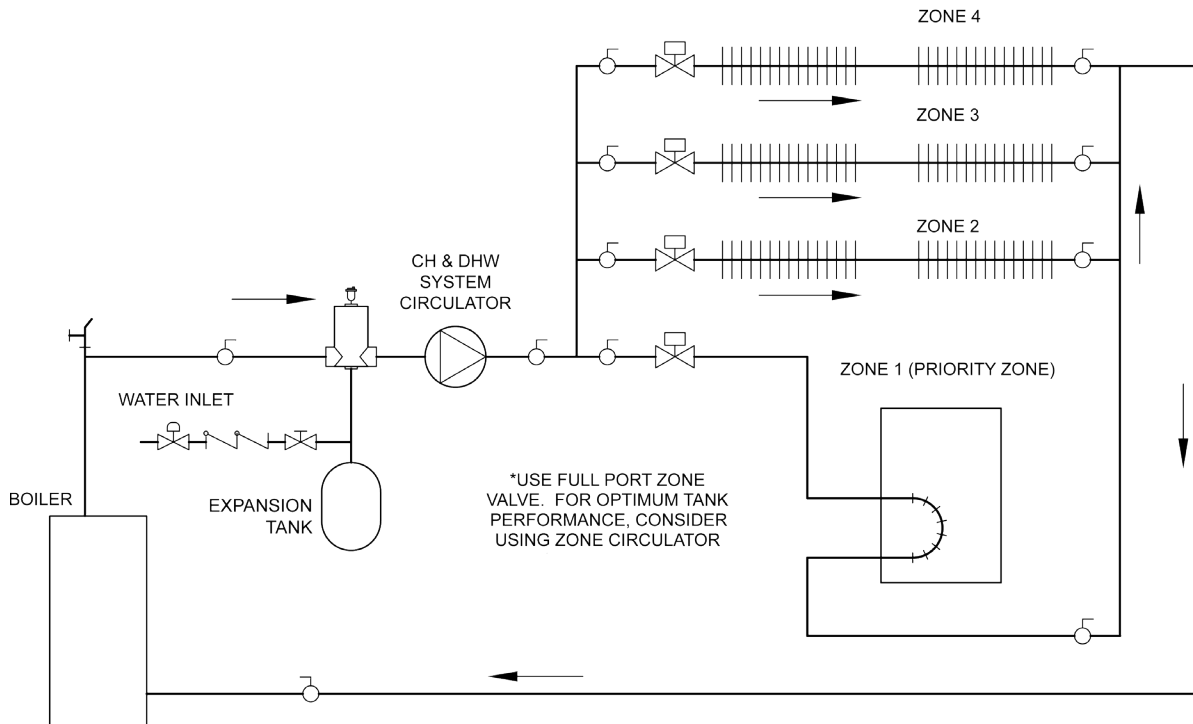 ZONE 4
ZONE 3
ZONE 2
CH & DHW
SYSTEM
CIRCULATOR
ZONE 1 (PRIORITY ZONE)
WATER INLET
*USE FULL PORT ZONE
VALVE. FOR OPTIMUM TANK
PERFORMANCE, CONSIDER
USING ZONE CIRCULATOR
BOILER
EXPANSION
TANK